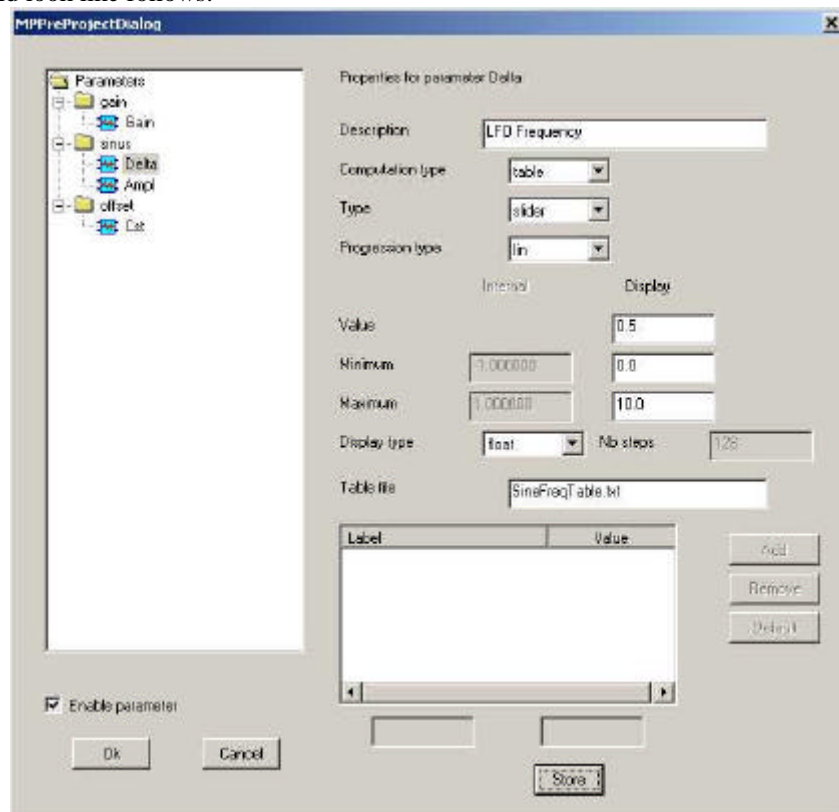 MPPreProjectDialog
Parameters
gain
Gain
sinus
Delta
Ampl
offset
Cst
Properties for parameter Delta
Description LFO Frequency
Computation type table
Type slider
Progression type lin
Internal Display
Value 0.5
Minimum -1.000000 0.0
Maximum 1.000000 10.0
Display type float Nb steps 128
Table file SineFreqTable.txt
Label Value
Add
Remove
Default
Enable parameter
Ok Cancel
Store